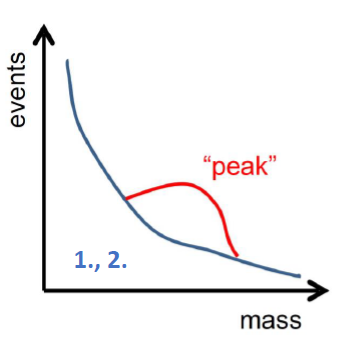 events
“peak”
1., 2.
mass